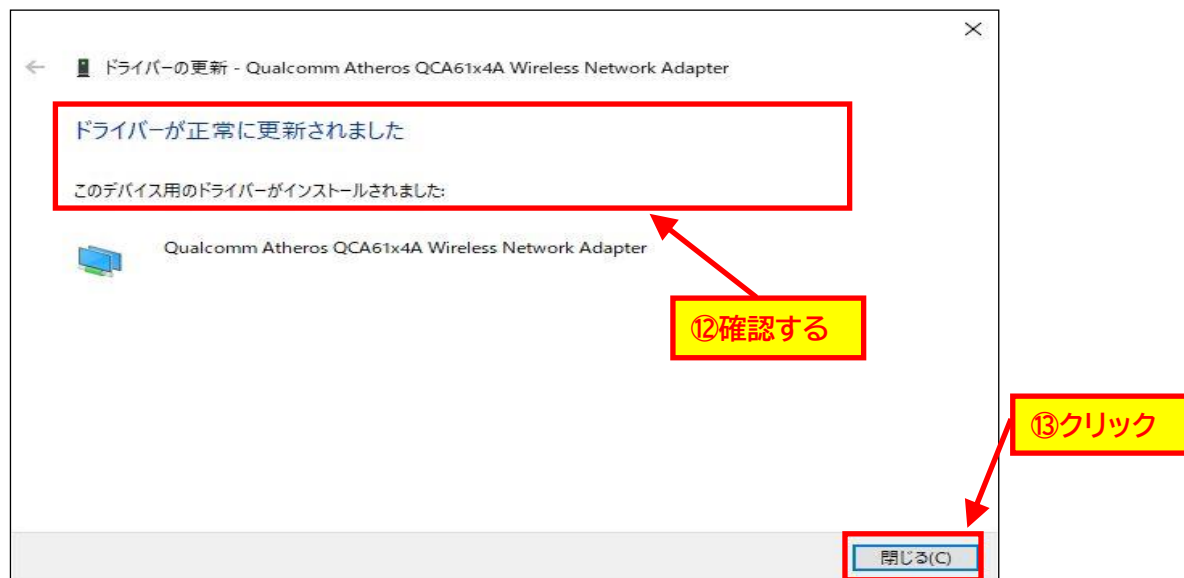 ドライバーの更新 - Qualcomm Atheros QCA61x4A Wireless Network Adapter
ドライバーが正常に更新されました
このデバイス用のドライバーがインストールされました:
Qualcomm Atheros QCA61x4A Wireless Network Adapter
⑫確認する
⑬クリック
閉じる(C)